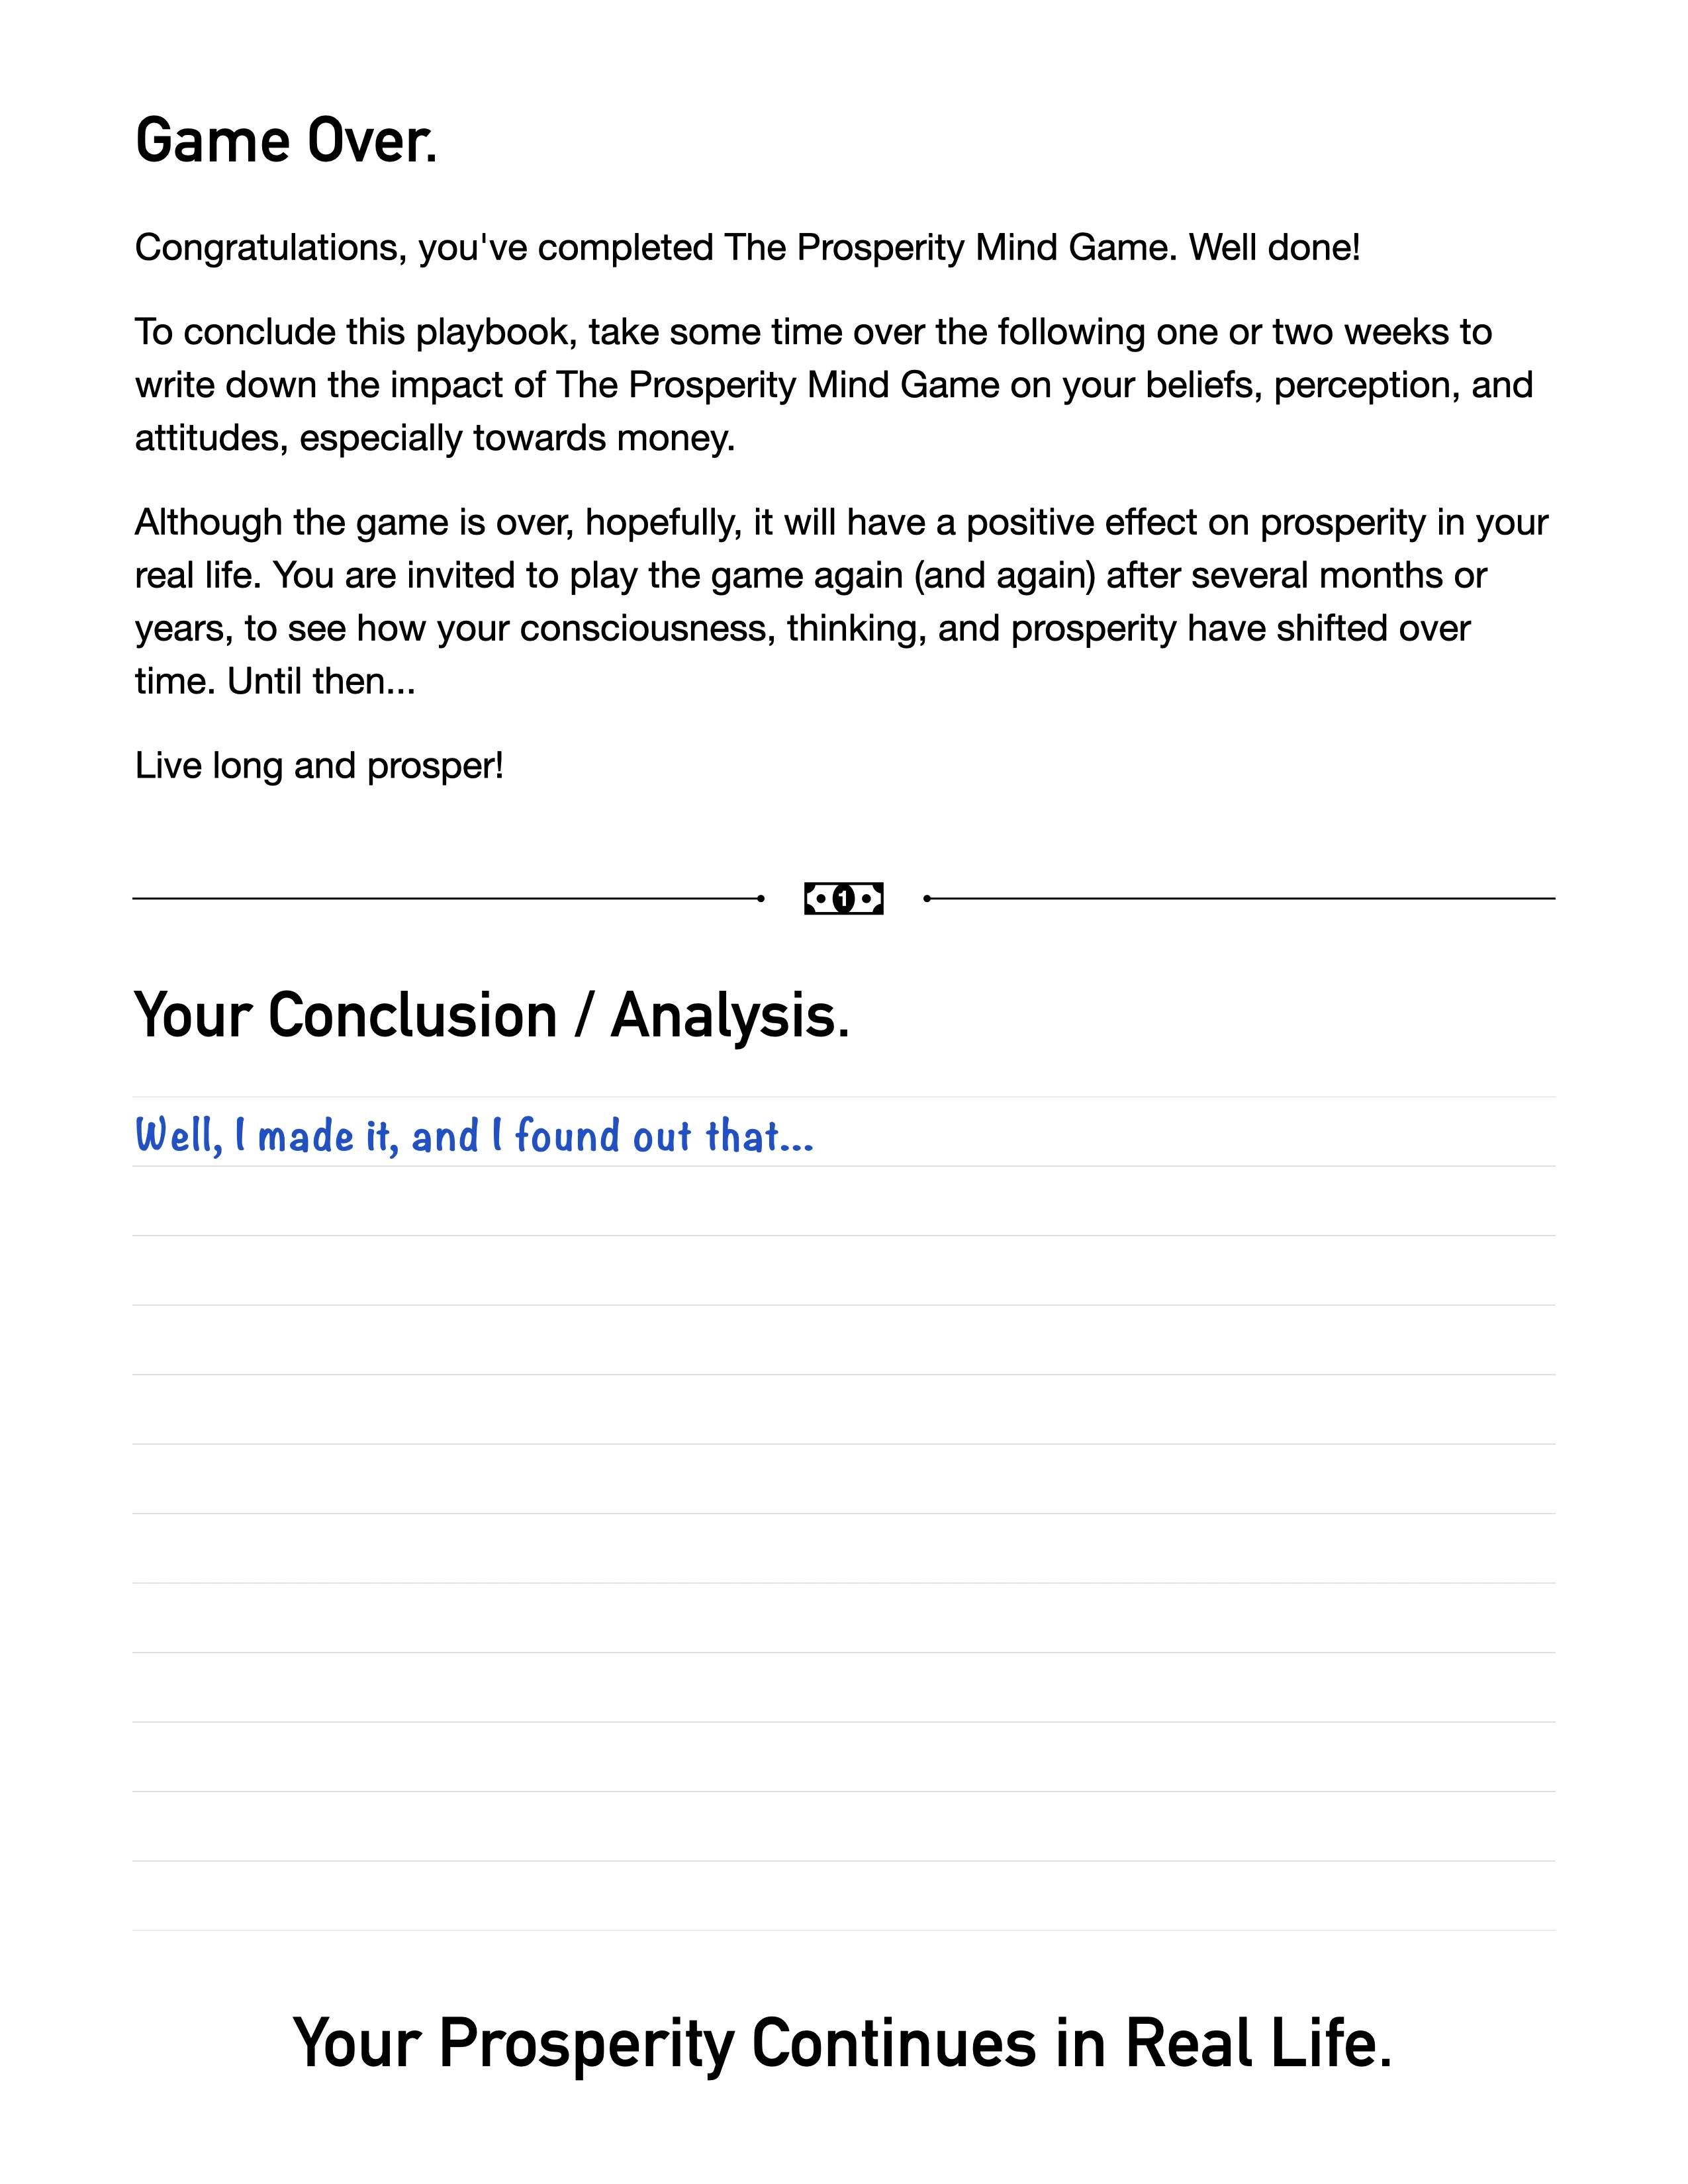 Game Over.
Congratulations, you've completed The Prosperity Mind Game. Well done!
To conclude this playbook, take some time over the following one or two weeks to
write down the impact of The Prosperity Mind Game on your beliefs, perception, and
attitudes, especially towards money.
Although the game is over, hopefully, it will have a positive effect on prosperity in your
real life. You are invited to play the game again (and again) after several months or
years, to see how your consciousness, thinking, and prosperity have shifted over
time. Until then...
Live long and prosper!
1
Your Conclusion / Analysis.
Well, I made it, and I found out that...
Your Prosperity Continues in Real Life.